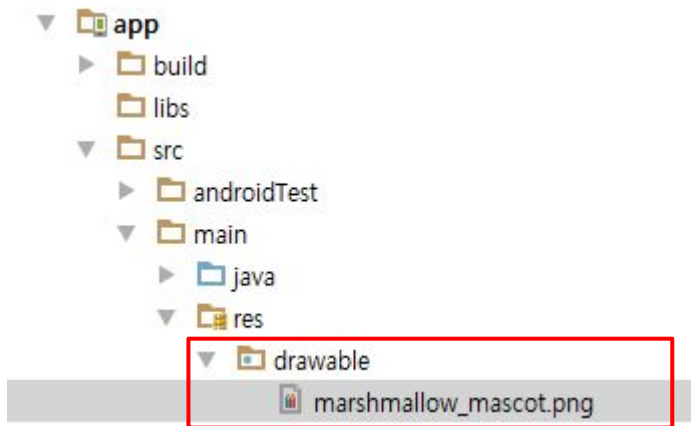 app
build
libs
src
androidTest
main
java
res
drawable
marshmallow_mascot.png